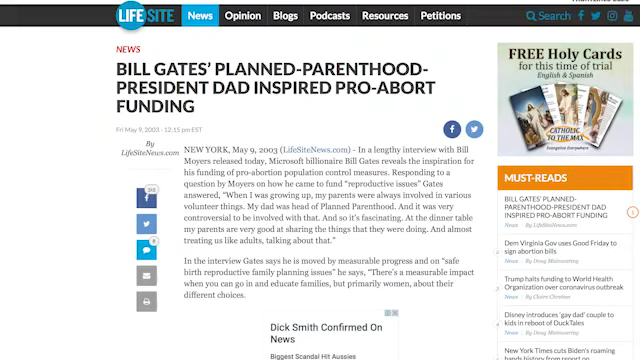 LIFE SITE
News Opinion Blogs Podcasts Resources Petitions
Search
NEWS
BILL GATES' PLANNED-PARENTHOOD-
PRESIDENT DAD INSPIRED PRO-ABORT
FUNDING
Fri May 9, 2003 - 12:15 pm EST
By
LifeSiteNews.com
NEW YORK, May 9, 2003 (LifeSiteNews.com) - In a lengthy interview with Bill
Moyers released today, Microsoft billionaire Bill Gates reveals the inspiration for
his funding of pro-abortion population control measures. Responding to a
question by Moyers on how he came to fund "reproductive issues" Gates
answered, "When I was growing up, my parents were always involved in various
volunteer things. My dad was head of Planned Parenthood. And it was very
controversial to be involved with that. And so it's fascinating. At the dinner table
my parents are very good at sharing the things that they were doing. And almost
treating us like adults, talking about that."
In the interview Gates says he is moved by measurable progress and on "safe
birth reproductive family planning issues" he says, "There's a measurable impact
when you can go in and educate families, but primarily women, about their
different choices.
Dick Smith Confirmed On
News
Biggest Scandal Hit Aussies
FREE Holy Cards
for this time of trial
English & Spanish
CATHOLIC
TO THE MAX
Evangelize Everywhere
MUST-READS
BILL GATES' PLANNED-
PARENTHOOD-PRESIDENT DAD
INSPIRED PRO-ABORT FUNDING
News | By LifeSiteNews.com
1
Dem Virginia Gov uses Good Friday to
sign abortion bills
News | By Doug Mainwaring
Trump halts funding to World Health
Organization over coronavirus outbreak
News | By Claire Chretien
Disney introduces 'gay dad' couple to
kids in reboot of DuckTales
News | By Doug Mainwaring
New York Times cuts Biden's roaming
hands history from report on